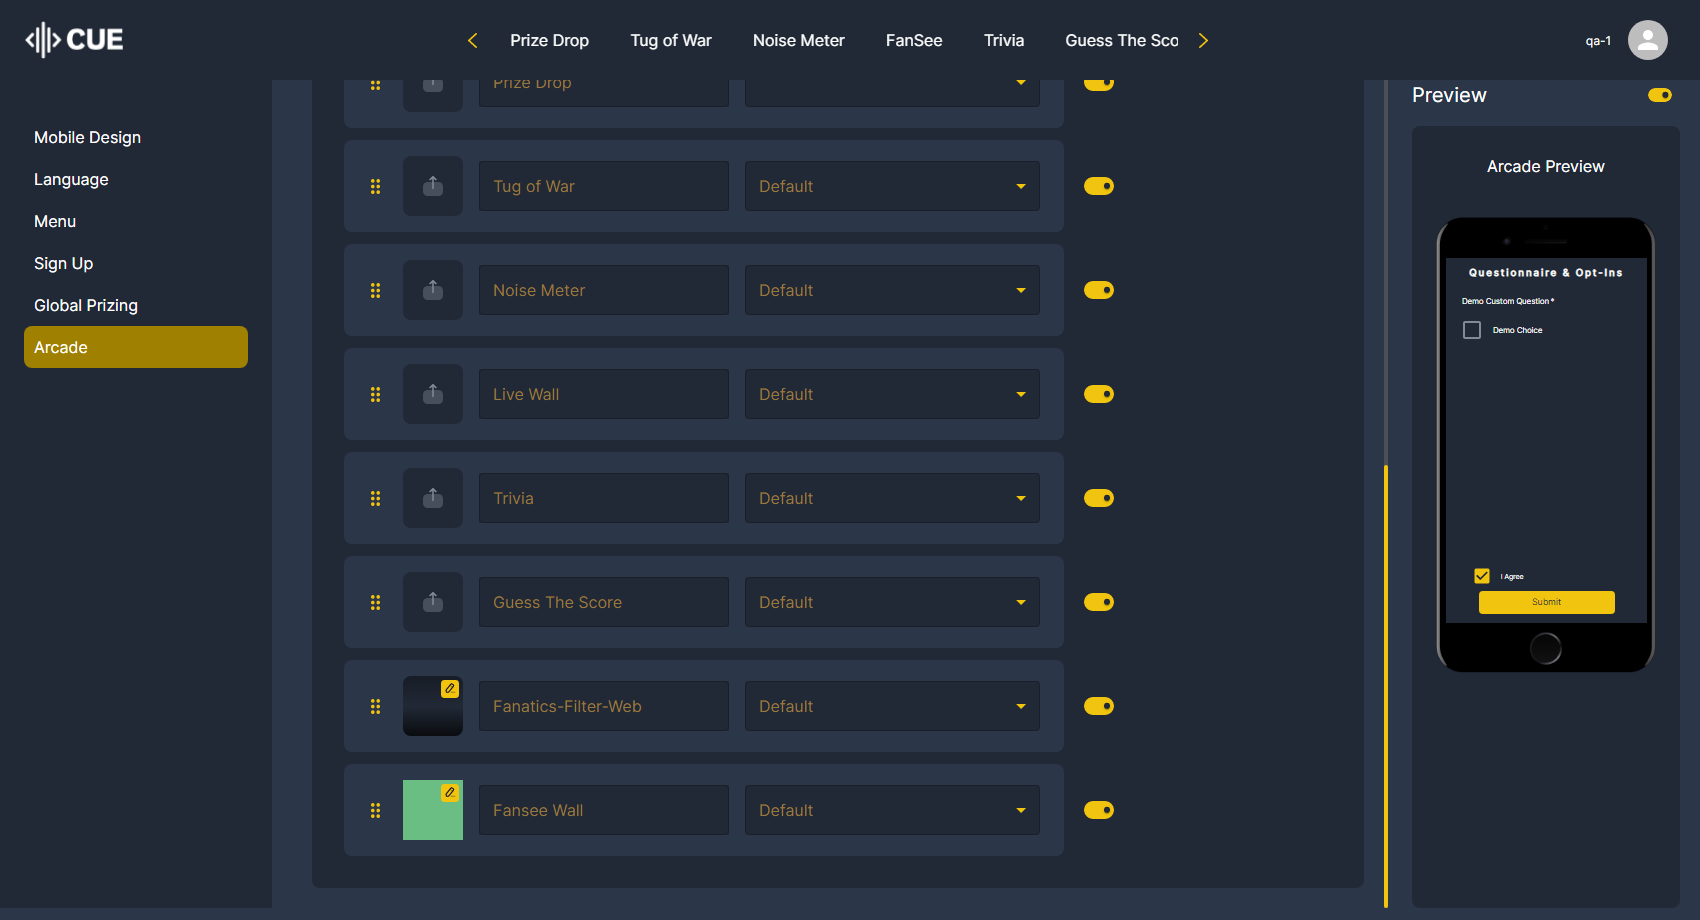 CUE
Prize Drop
Tug of War
Noise Meter
FanSee
Trivia
Guess The Sco
qa-1
Mobile Design
Language
Menu
Sign Up
Global Prizing
Arcade
Prize Drop
Tug of War
Default
Noise Meter
Default
Live Wall
Default
Trivia
Default
Guess The Score
Default
Fanatics-Filter-Web
Default
Fansee Wall
Default
Preview
Arcade Preview
Questionnaire & Opt-Ins
Demo Custom Question *
Demo Choice
I Agree
Submit